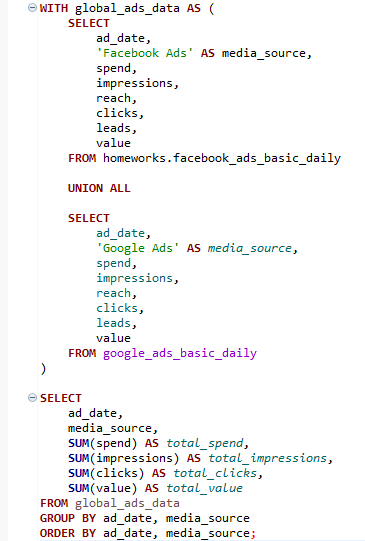 WITH global_ads_data AS (
SELECT
ad_date,
'Facebook Ads' AS media_source,
spend,
impressions,
reach,
clicks,
leads,
value
FROM homeworks.facebook_ads_basic_daily
UNION ALL
SELECT
ad_date,
'Google Ads' AS media_source,
spend,
impressions,
reach,
clicks,
leads,
value
FROM google_ads_basic_daily
)
SELECT
ad_date,
media_source,
SUM(spend) AS total_spend,
SUM(impressions) AS total_impressions,
SUM(clicks) AS total_clicks,
SUM(value) AS total_value
FROM global_ads_data
GROUP BY ad_date, media_source
ORDER BY ad_date, media_source;